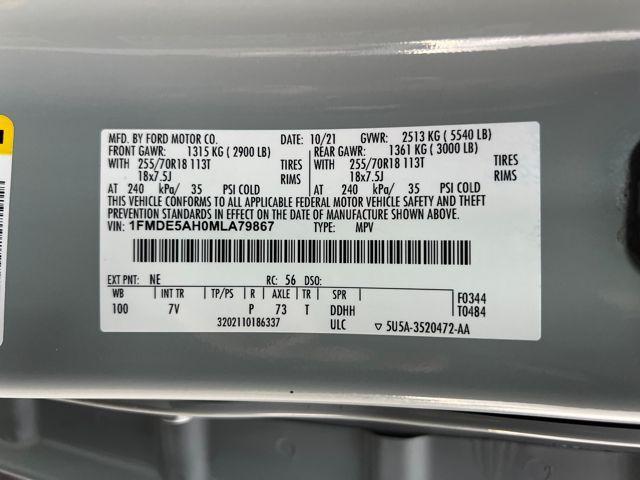 MFD. BY FORD MOTOR CO. DATE: 10/21 GVWR: 2513 KG ( 5540 LB)
FRONT GAWR: 1315 KG ( 2900 LB) REAR GAWR: 1361 KG ( 3000 LB)
WITH 255/70R18 113T TIRES WITH 255/70R18 113T TIRES
18x7.5J RIMS 18x7.5J RIMS
AT 240 kPa/ 35 PSI COLD AT 240 kPa/ 35 PSI COLD
THIS VEHICLE CONFORMS TO ALL APPLICABLE FEDERAL MOTOR VEHICLE SAFETY AND THEFT
PREVENTION STANDARDS IN EFFECT ON THE DATE OF MANUFACTURE SHOWN ABOVE.
VIN: 1FMDE5AH0MLA79867 TYPE: MPV
EXT PNT: NE RC: 56 DSO:
WB INT TR TP/PS R AXLE TR SPR F0344
100 7V P 73 T DDHH T0484
3202110186337 ULC ▽ 5U5A-3520472-AA